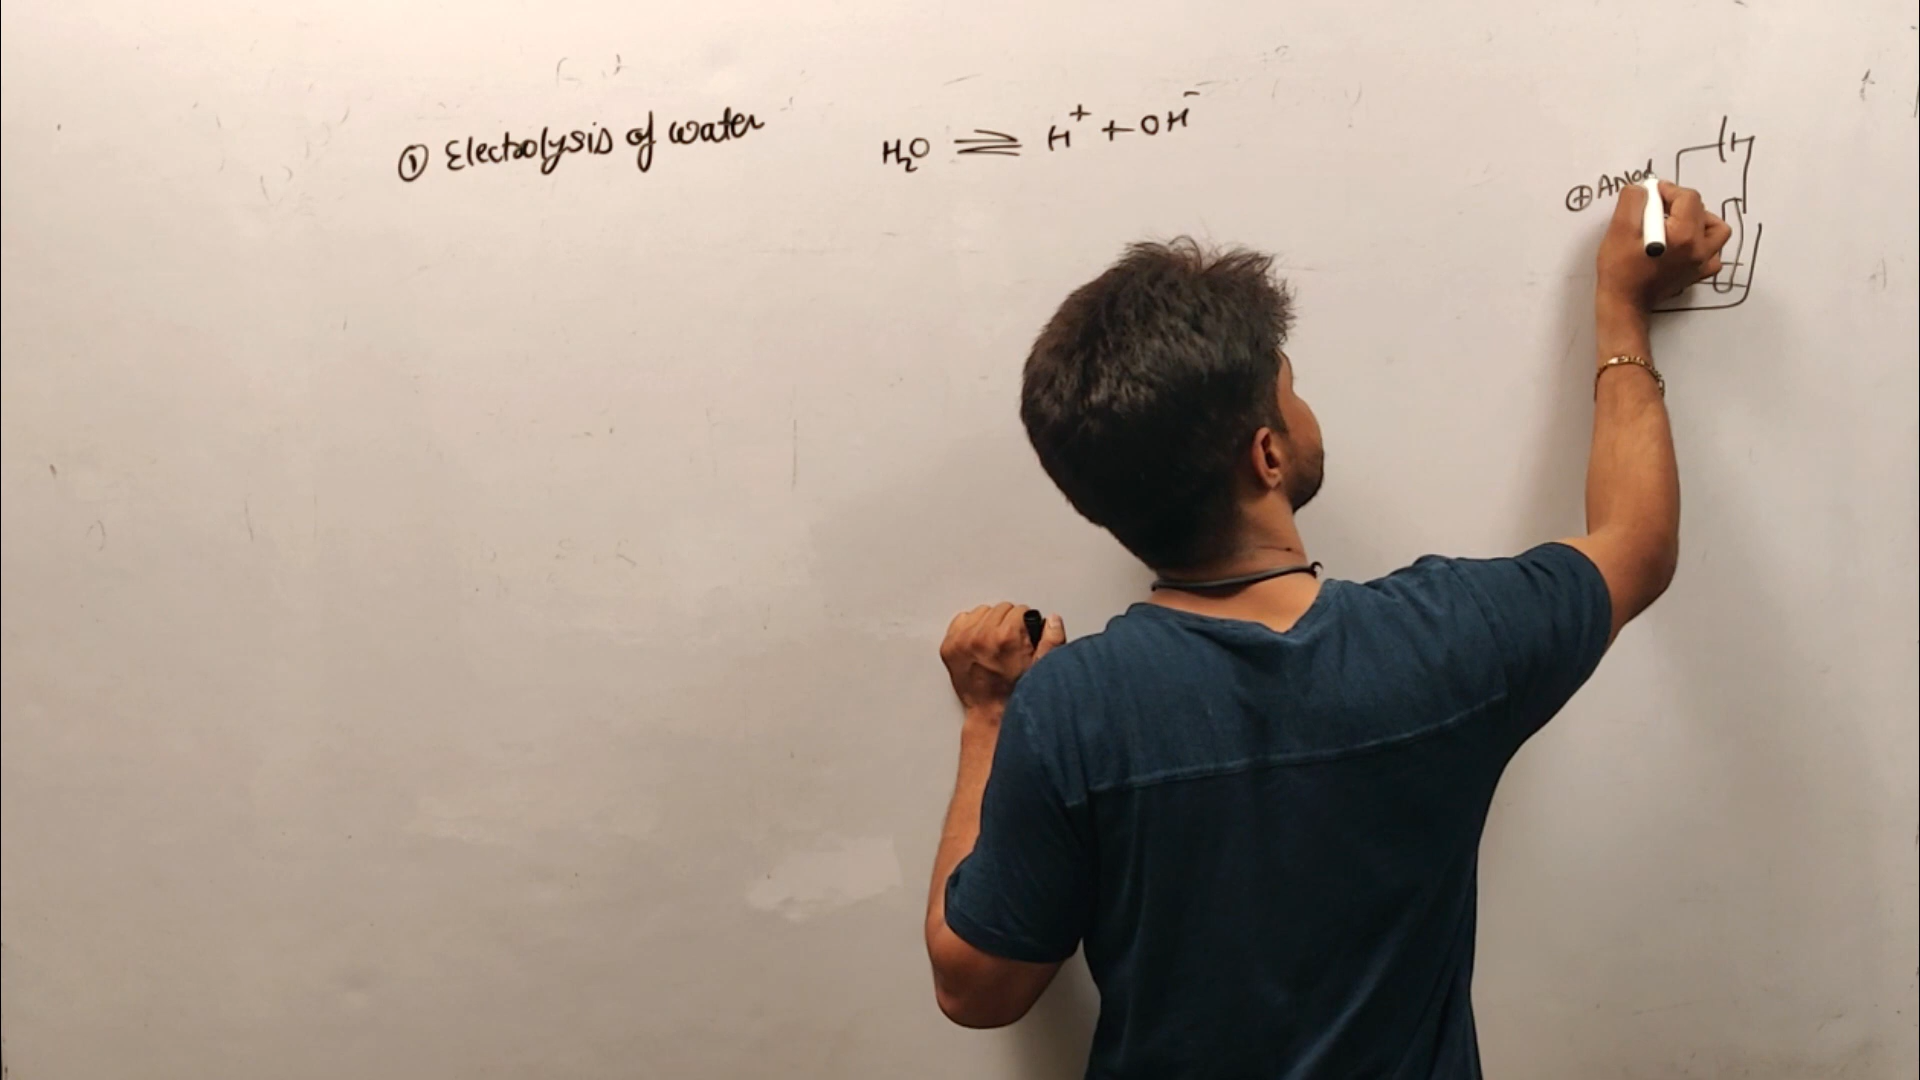 ① Electrolysis of water
H₂O ⇌ H⁺ + OH⁻
⊕ Anod